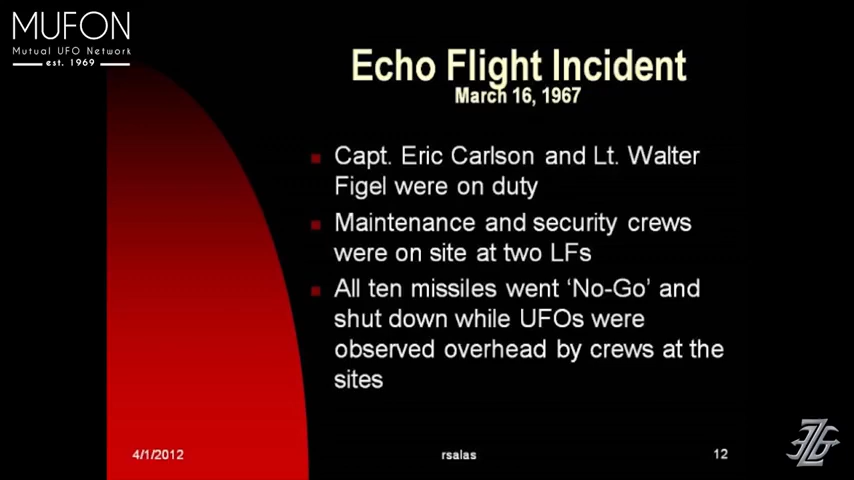 MUFON
Mutual UFO Network
est. 1969
Echo Flight Incident
March 16, 1967
Capt. Eric Carlson and Lt. Walter
Figel were on duty
Maintenance and security crews
were on site at two LFs
All ten missiles went ‘No-Go’ and
shut down while UFOs were
observed overhead by crews at the
sites
4/1/2012
rsalas
12